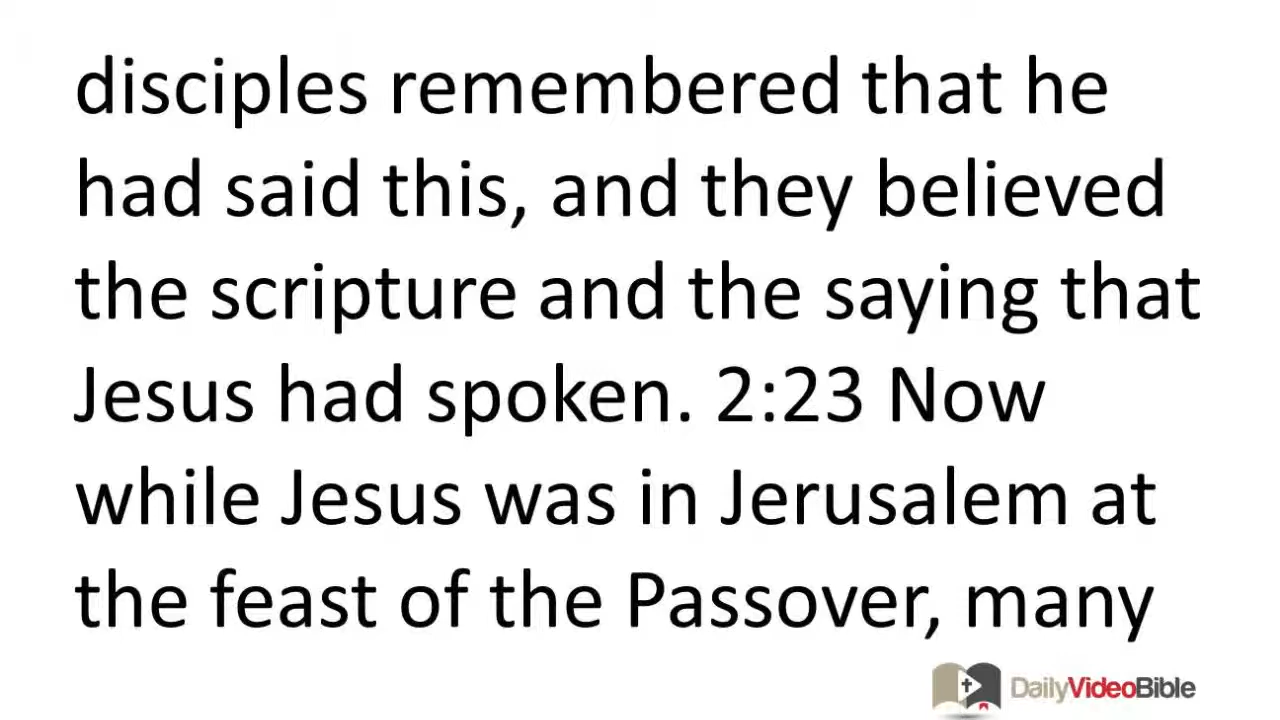 disciples remembered that he
had said this, and they believed
the scripture and the saying that
Jesus had spoken. 2:23 Now
while Jesus was in Jerusalem at
the feast of the Passover, many
DailyVideoBible